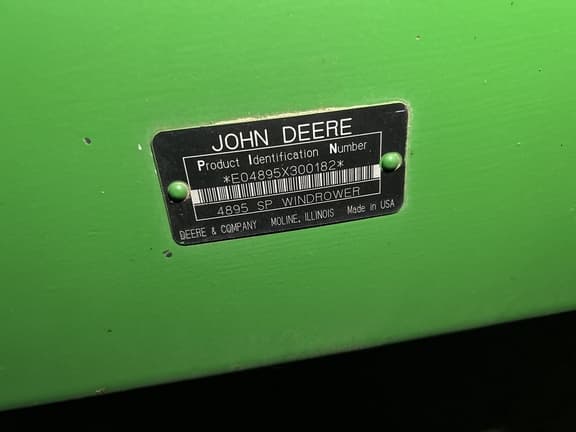 JOHN DEERE
Product Identification Number
*E04895X300182*
4895 SP WINDROWER
DEERE & COMPANY MOLINE, ILLINOIS Made in USA